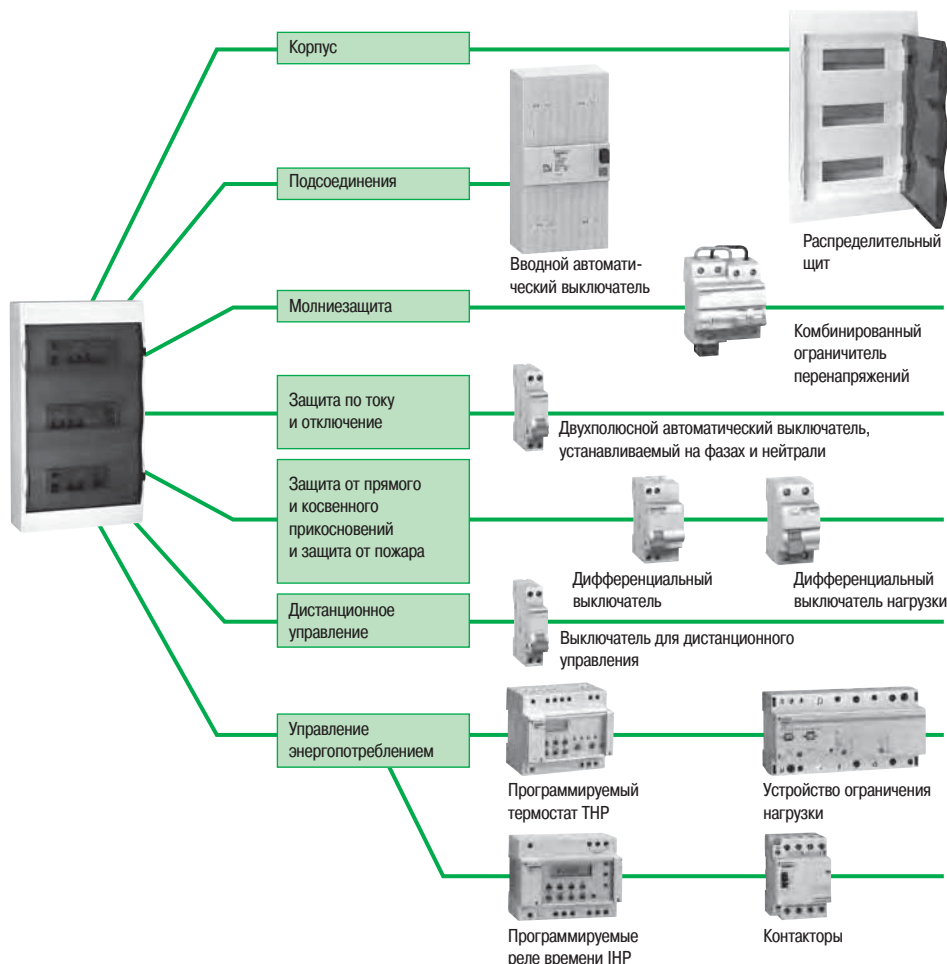 Корпус
Подсоединения
Распределительный
щит
Вводной автомати-
ческий выключатель
Молниезащита
Комбинированный
ограничитель
перенапряжений
Защита по току
и отключение
Двухполюсной автоматический выключатель,
устанавливаемый на фазах и нейтрали
Защита от прямого
и косвенного
прикосновений
и защита от пожара
Дифференциальный
выключатель
Дифференциальный
выключатель нагрузки
Дистанционное
управление
Выключатель для дистанционного
управления
Управление
энергопотреблением
Программируемый
термостат THP
Устройство ограничения
нагрузки
Программируемые
реле времени IHP
Контакторы